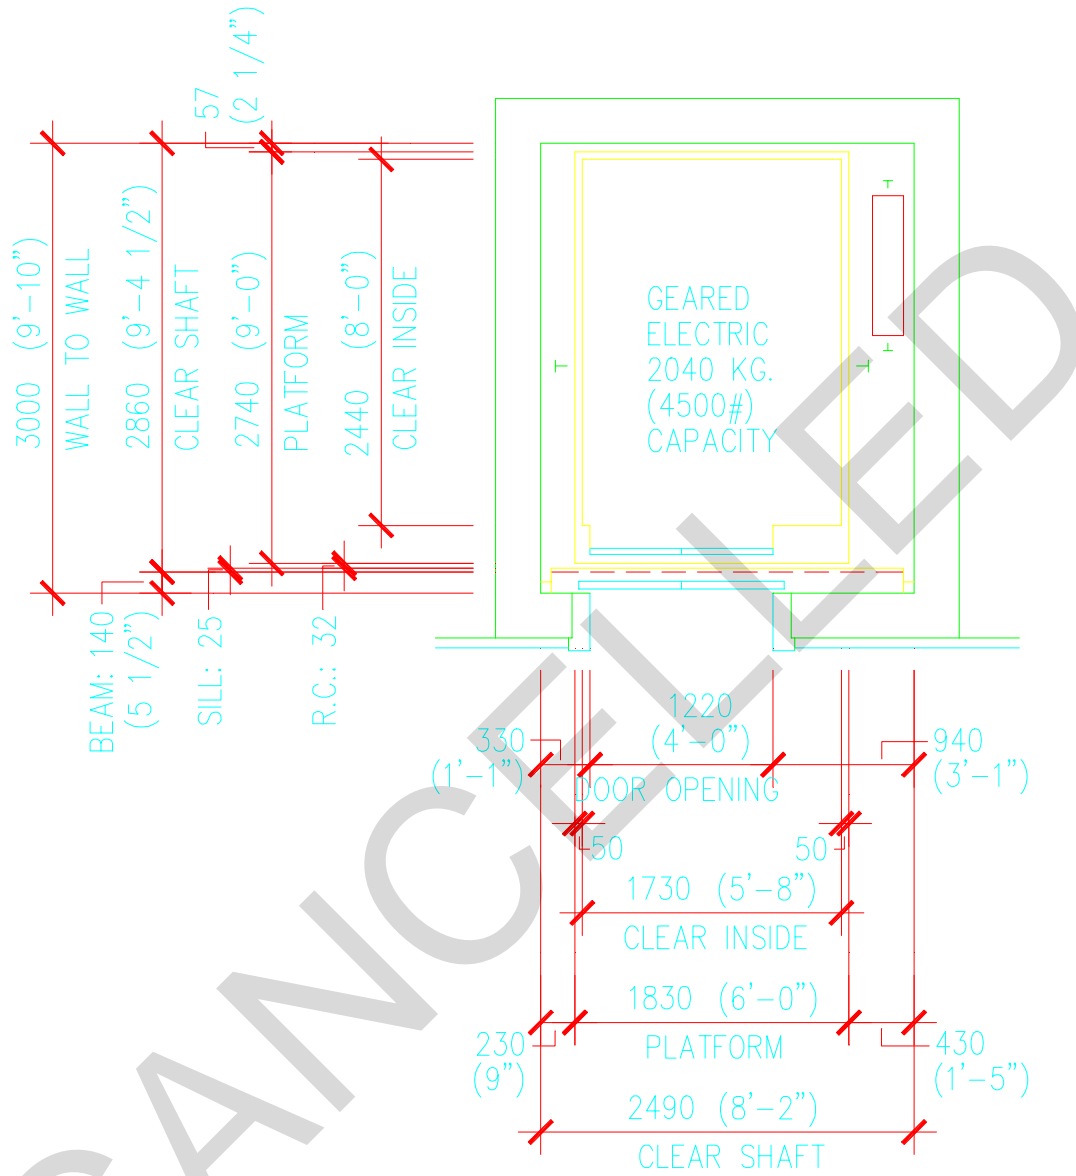 57
(2 1/4”)
3000 (9’-10”)
WALL TO WALL
2860 (9’-4 1/2”)
CLEAR SHAFT
2740 (9’-0”)
PLATFORM
2440 (8’-0”)
CLEAR INSIDE
GEARED
ELECTRIC
2040 KG.
(4500#)
CAPACITY
BEAM: 140
(5 1/2”)
SILL: 25
R.C.: 32
1220
(4’-0”)
DOOR OPENING
330
(1’-1”)
940
(3’-1”)
50
50
1730 (5’-8”)
CLEAR INSIDE
1830 (6’-0”)
PLATFORM
230
(9”)
430
(1’-5”)
2490 (8’-2”)
CLEAR SHAFT
CANCELLED